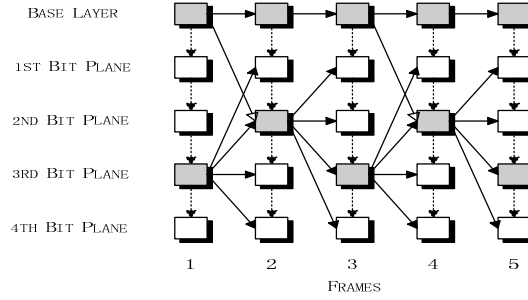 BASE LAYER
1ST BIT PLANE
2ND BIT PLANE
3RD BIT PLANE
4TH BIT PLANE
1 2 3 4 5
FRAMES